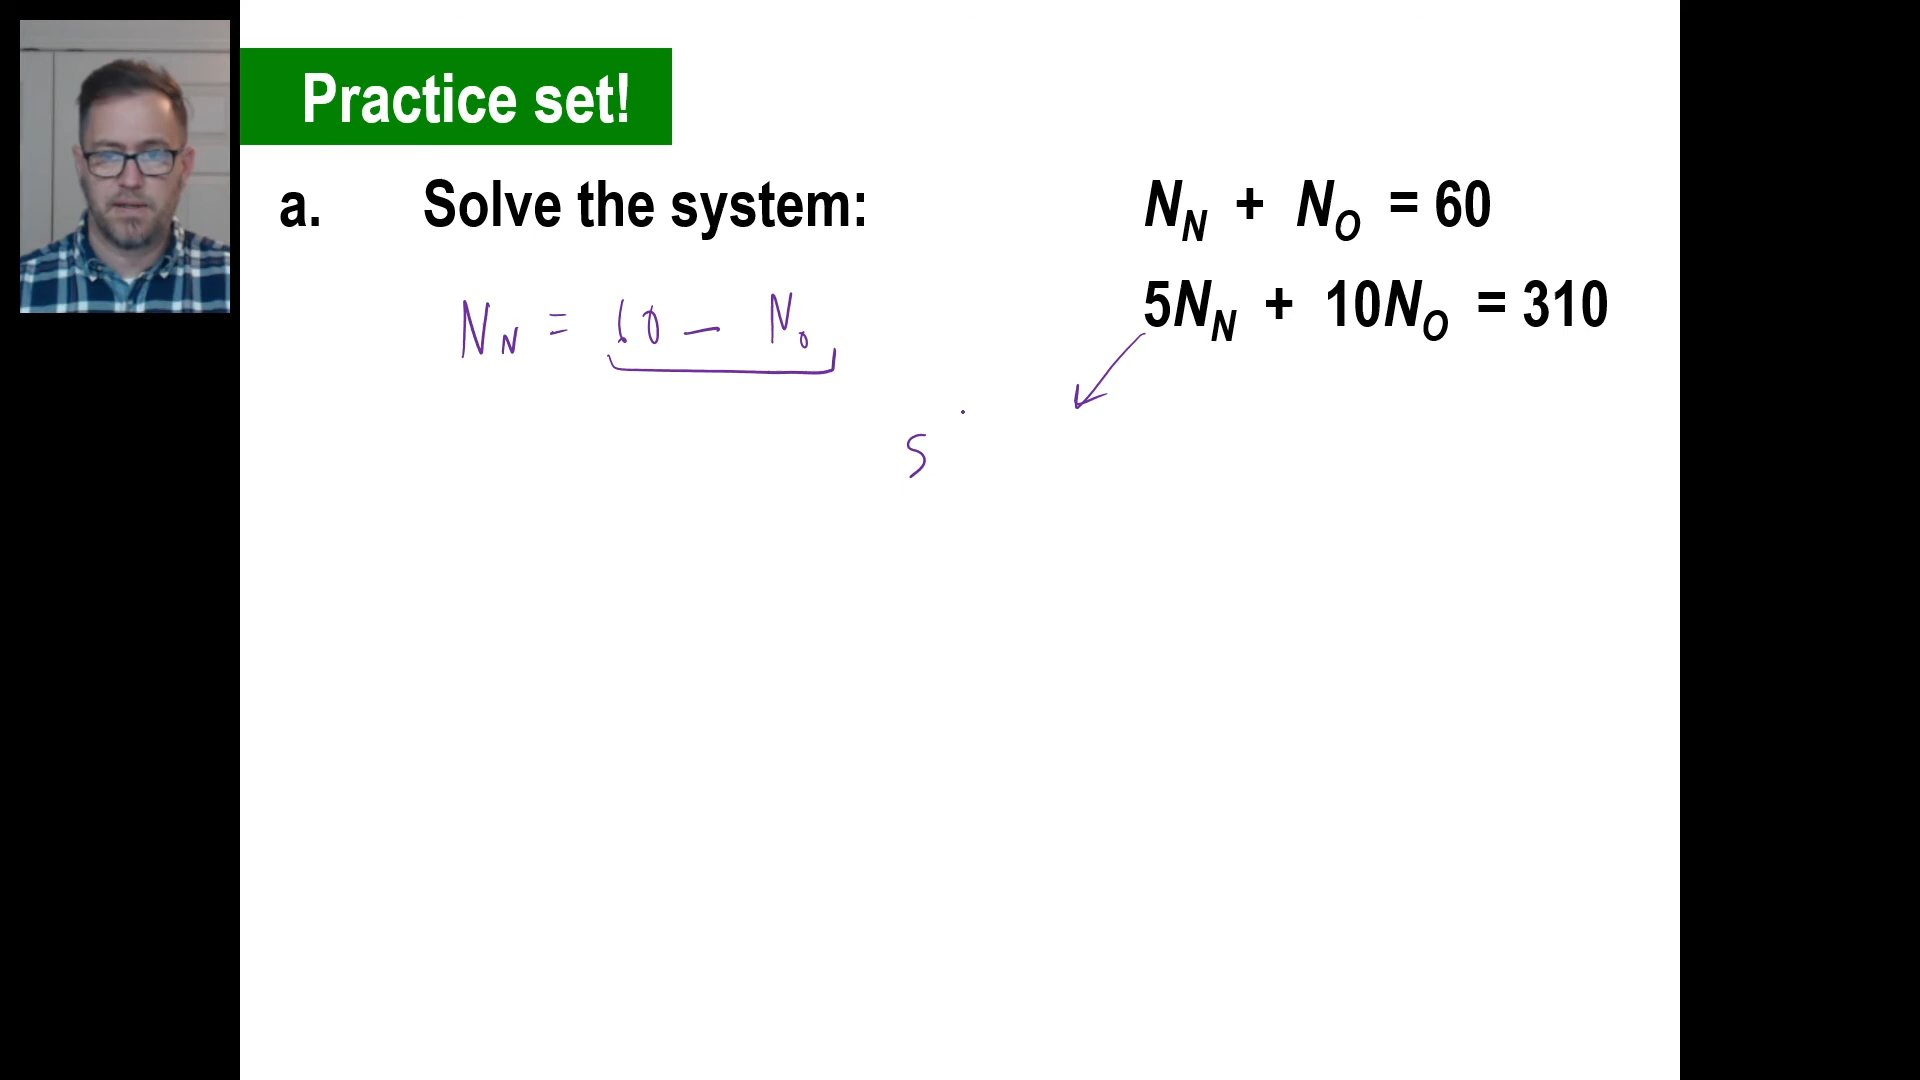 Practice set!
a. Solve the system: N_N + N_O = 60
5N_N + 10N_O = 310
N_N = 60 - N_O
5